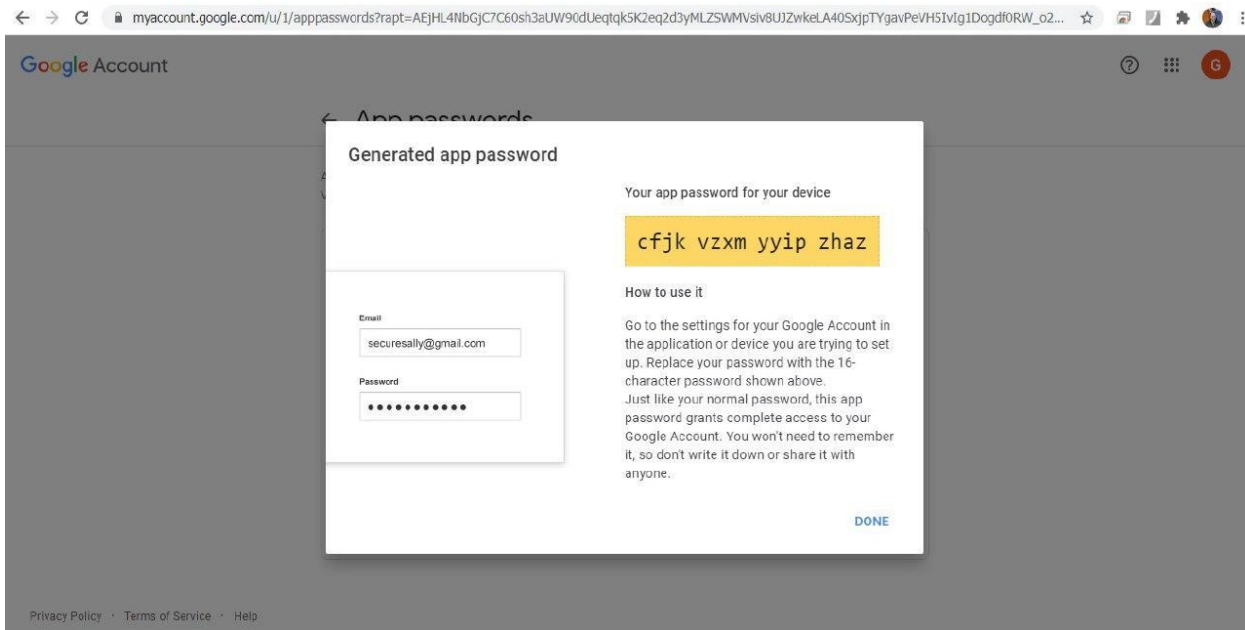 myaccount.google.com/u/1/apppasswords?rapt=AEjHL4NbGjC7C60sh3aUW90dUeqtqk5K2eq2d3yMLZSWMVsiv8UJZwkeLA40SxjpTYgavPeVH5IvIg1Dogdf0RW_o2...
Google Account
G
App passwords
Generated app password
Your app password for your device
cfjk vzxm yyip zhaz
Email
securesally@gmail.com
Password
How to use it
Go to the settings for your Google Account in
the application or device you are trying to set
up. Replace your password with the 16-
character password shown above.
Just like your normal password, this app
password grants complete access to your
Google Account. You won't need to remember
it, so don't write it down or share it with
anyone.
DONE
Privacy Policy · Terms of Service · Help